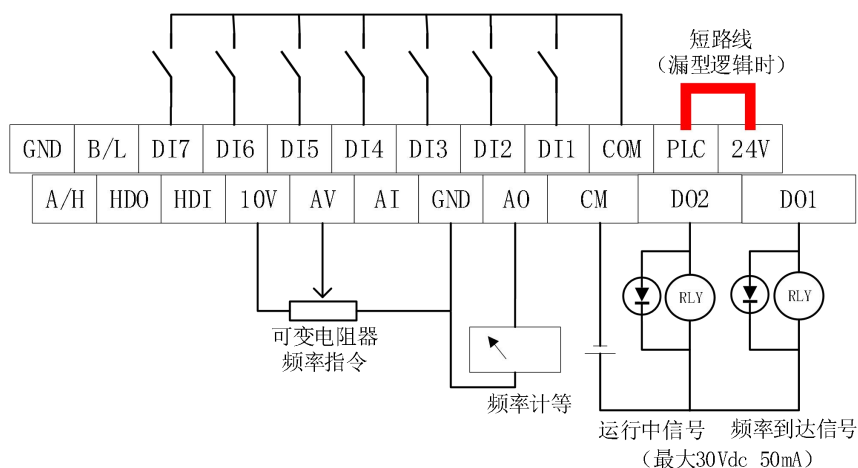 短路线
（漏型逻辑时）
GND B/L DI7 DI6 DI5 DI4 DI3 DI2 DI1 COM PLC 24V
A/H HDO HDI 10V AV AI GND AO CM DO2 DO1
RLY RLY
可变电阻器
频率指令
频率计等
运行中信号 频率到达信号
（最大30Vdc 50mA）